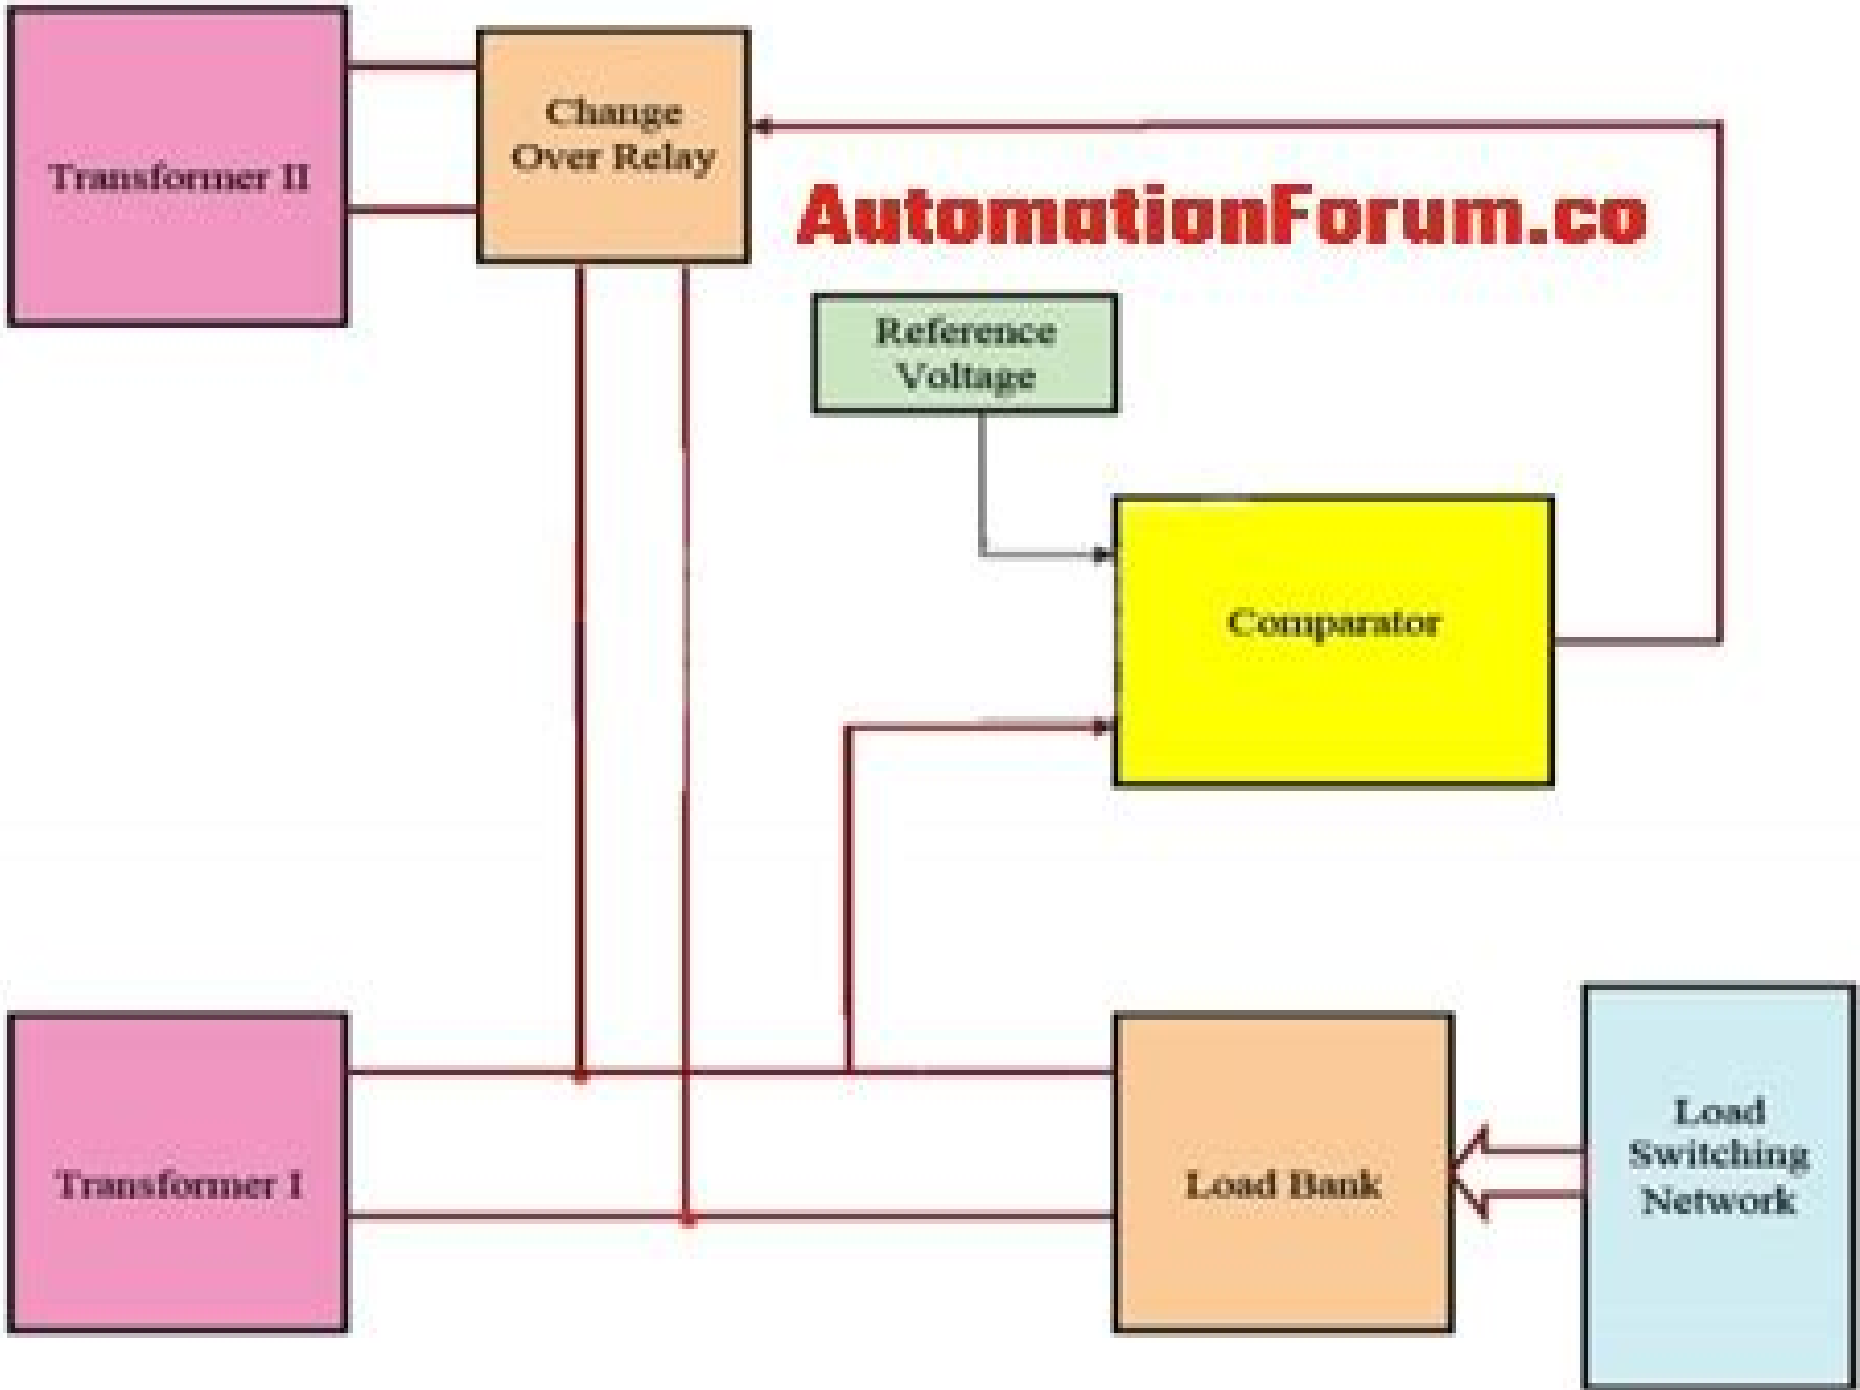 Transformer II
Change
Over Relay
AutomationForum.co
Reference
Voltage
Comparator
Transformer I
Load Bank
Load
Switching
Network